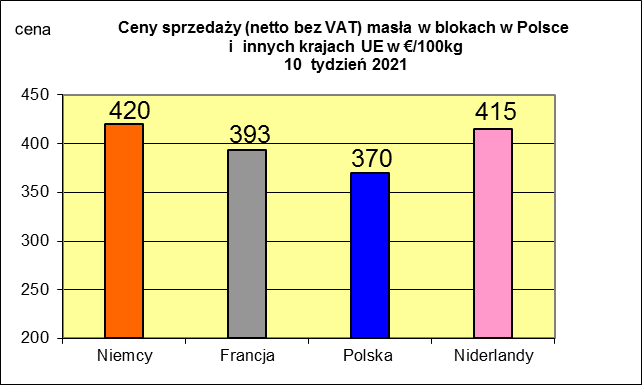 cena
Ceny sprzedaży (netto bez VAT) masła w blokach w Polsce
i innych krajach UE w €/100kg
10 tydzień 2021
450
400
350
300
250
200
420
393
370
415
Niemcy
Francja
Polska
Niderlandy